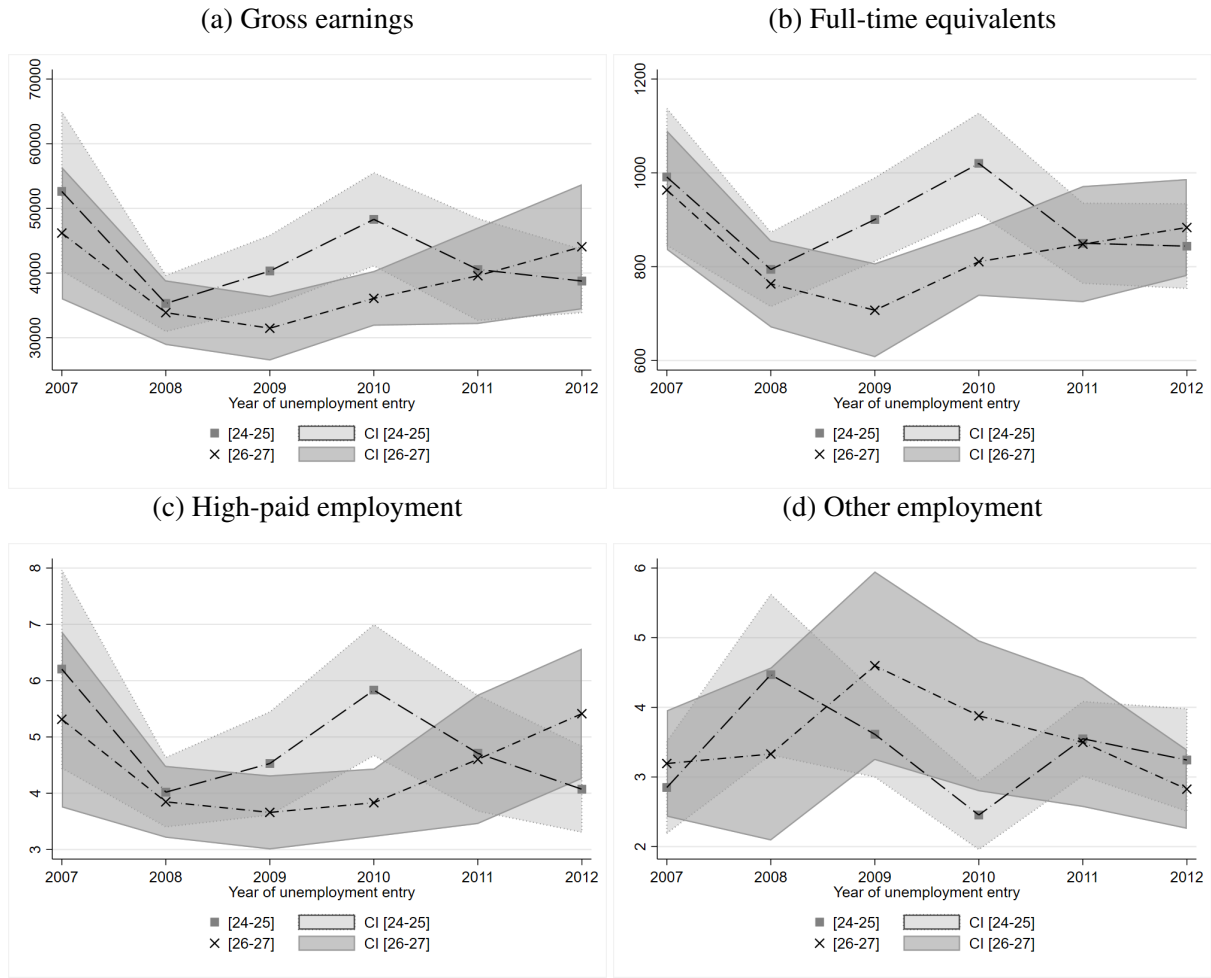 (a) Gross earnings
70000
60000
50000
40000
30000
2007 2008 2009 2010 2011 2012
Year of unemployment entry
[24-25] CI [24-25]
[26-27] CI [26-27]
(b) Full-time equivalents
1200
1000
800
600
2007 2008 2009 2010 2011 2012
Year of unemployment entry
[24-25] CI [24-25]
[26-27] CI [26-27]
(c) High-paid employment
8
7
6
5
4
3
2007 2008 2009 2010 2011 2012
Year of unemployment entry
[24-25] CI [24-25]
[26-27] CI [26-27]
(d) Other employment
6
5
4
3
2
2007 2008 2009 2010 2011 2012
Year of unemployment entry
[24-25] CI [24-25]
[26-27] CI [26-27]